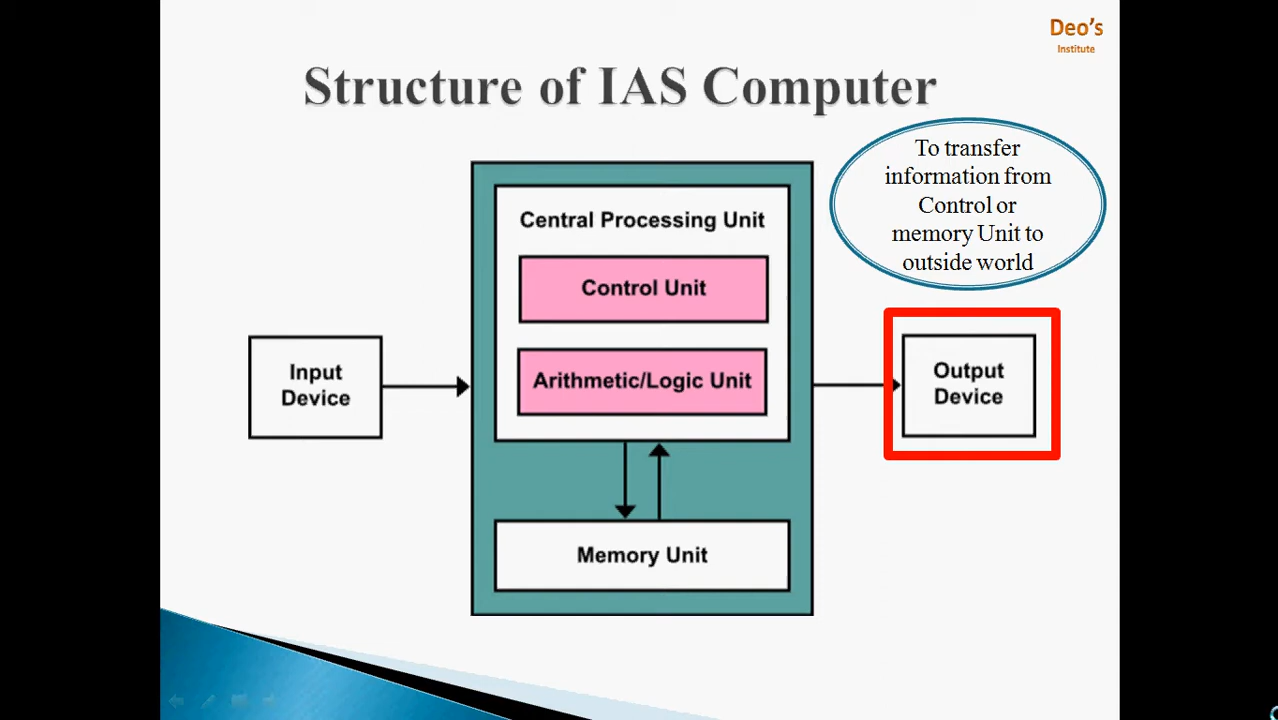 Deo's
Institute
Structure of IAS Computer
To transfer
information from
Control or
memory Unit to
outside world
Central Processing Unit
Control Unit
Arithmetic/Logic Unit
Input
Device
Output
Device
Memory Unit